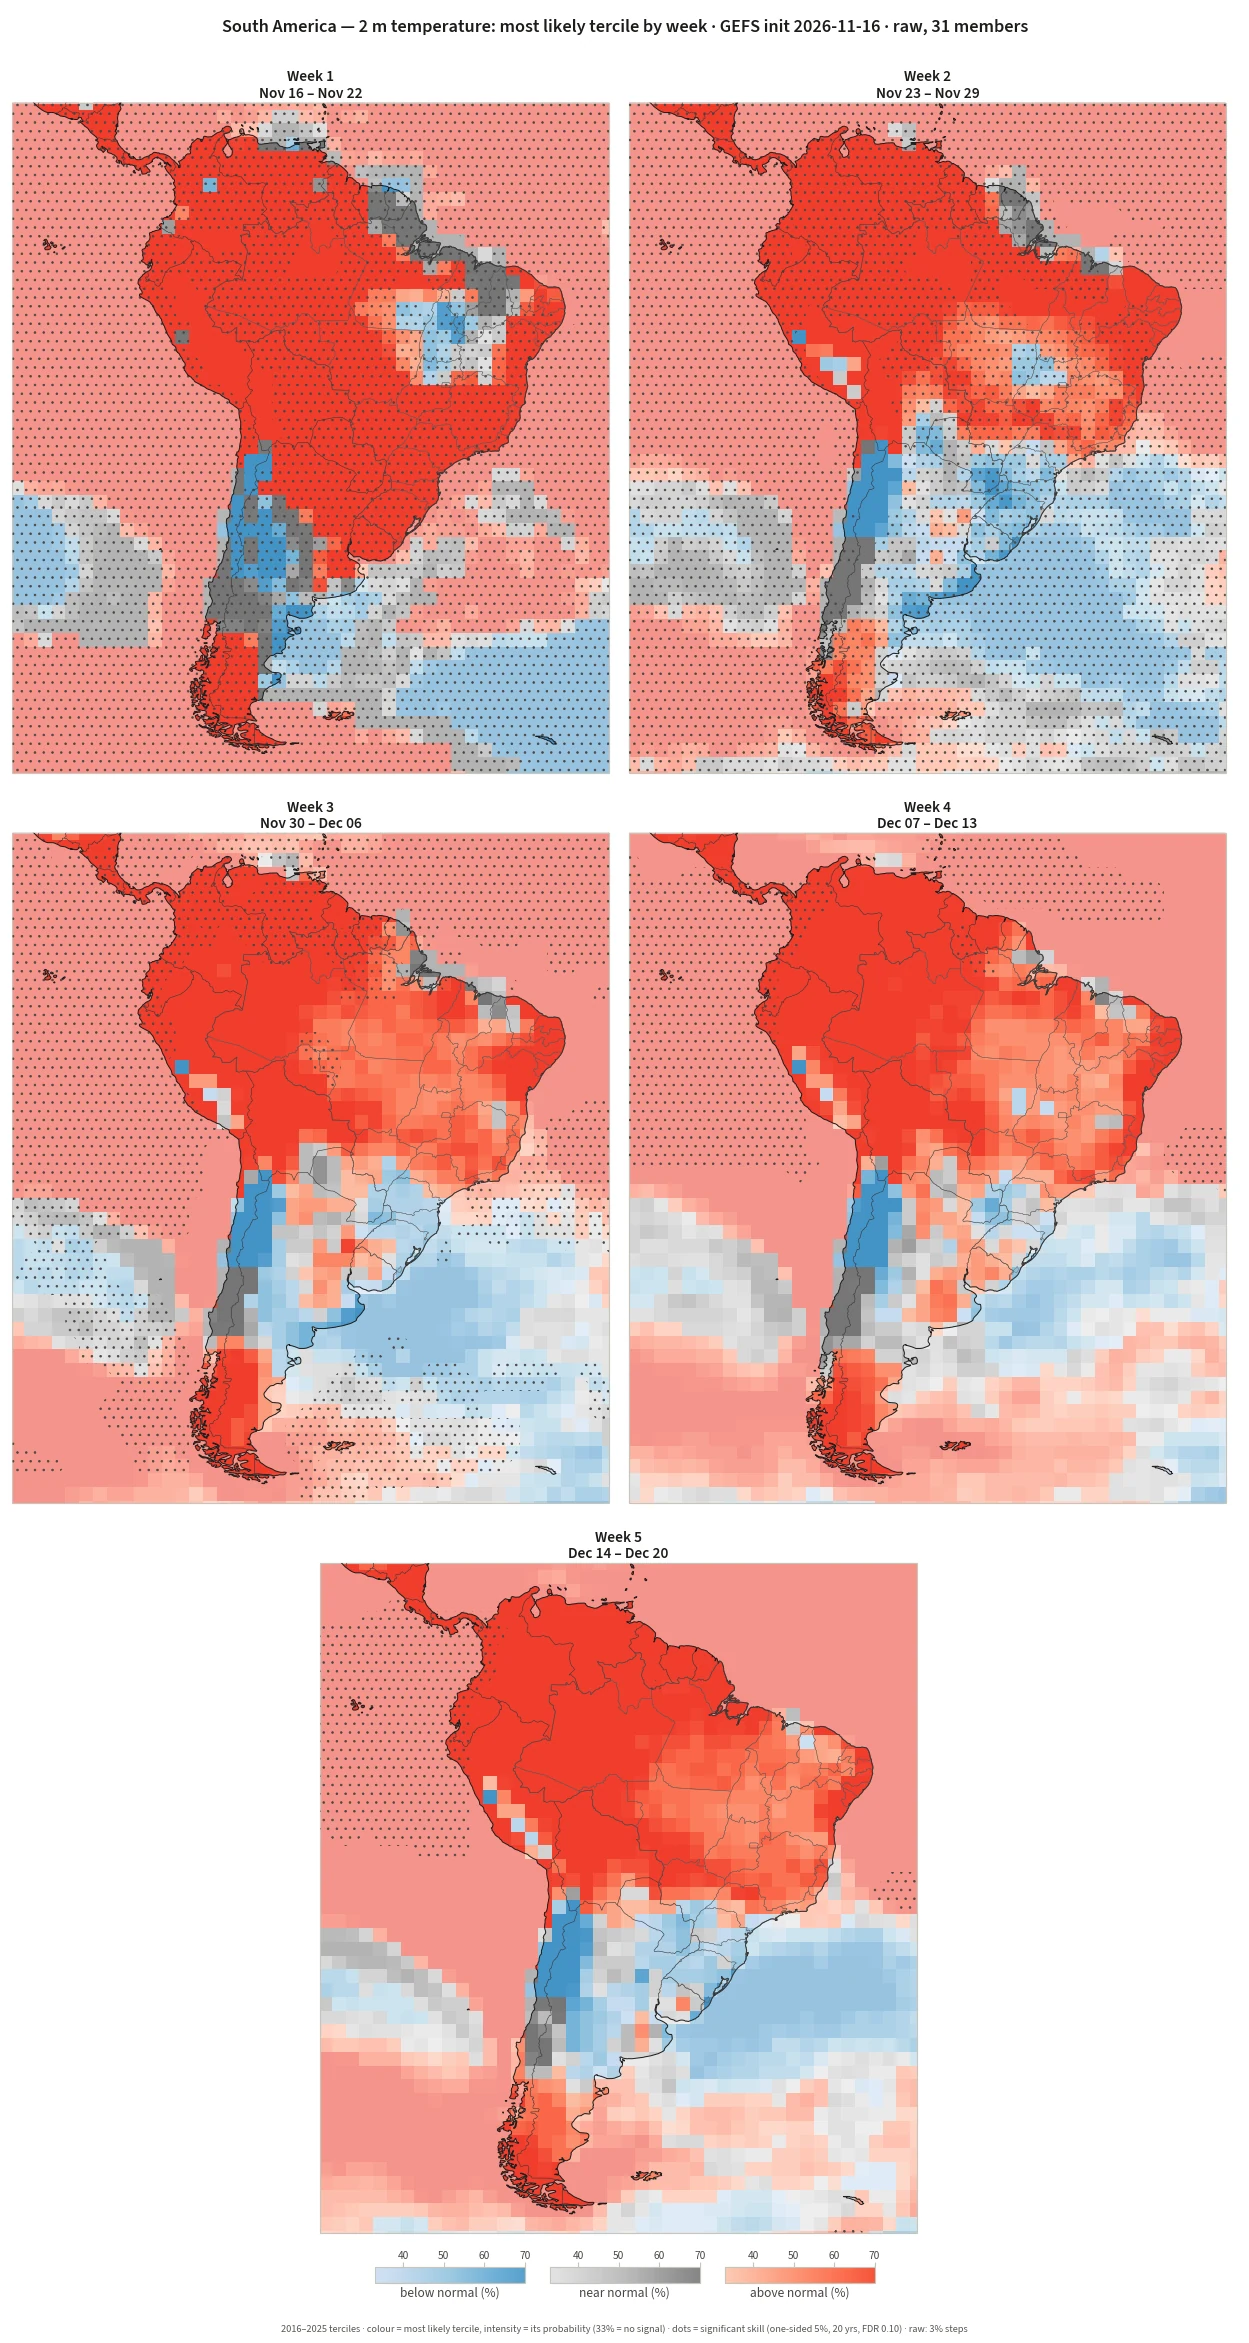 South America — 2 m temperature: most likely tercile by week · GEFS init 2026-11-16 · raw, 31 members
Week 1
Nov 16 – Nov 22
Week 2
Nov 23 – Nov 29
Week 3
Nov 30 – Dec 06
Week 4
Dec 07 – Dec 13
Week 5
Dec 14 – Dec 20
40 50 60 70
below normal (%)
40 50 60 70
near normal (%)
40 50 60 70
above normal (%)
2016–2025 terciles · colour = most likely tercile, intensity = its probability (33% = no signal) · dots = significant skill (one-sided 5%, 20 yrs, FDR 0.10) · raw: 3% steps